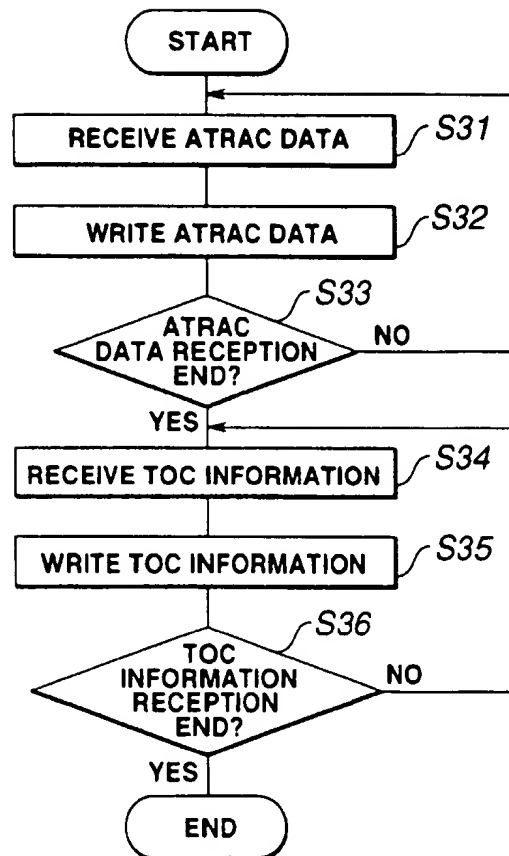 START
RECEIVE ATRAC DATA
S31
WRITE ATRAC DATA
S32
S33
ATRAC
DATA RECEPTION
END?
NO
YES
RECEIVE TOC INFORMATION
S34
WRITE TOC INFORMATION
S35
S36
TOC
INFORMATION
RECEPTION
END?
NO
YES
END